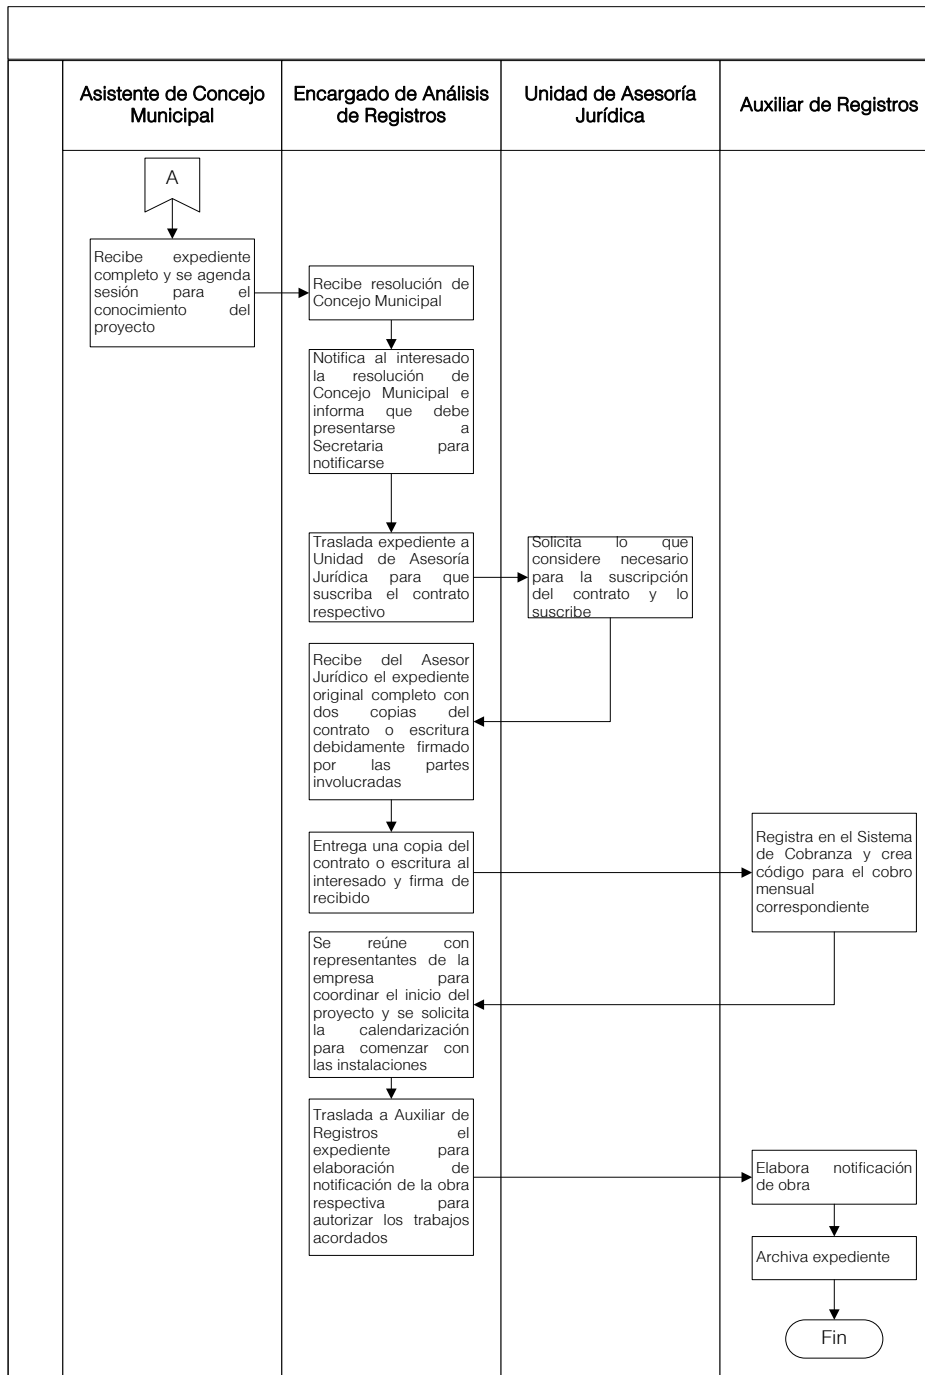 Asistente de Concejo
Municipal
Encargado de Análisis
de Registros
Unidad de Asesoría
Jurídica
Auxiliar de Registros
A
Recibe expediente
completo y se agenda
sesión para el
conocimiento del
proyecto
Recibe resolución de
Concejo Municipal
Notifica al interesado
la resolución de
Concejo Municipal e
informa que debe
presentarse a
Secretaria para
notificarse
Traslada expediente a
Unidad de Asesoría
Jurídica para que
suscriba el contrato
respectivo
Solicita lo que
considere necesario
para la suscripción
del contrato y lo
suscribe
Recibe del Asesor
Jurídico el expediente
original completo con
dos copias del
contrato o escritura
debidamente firmado
por las partes
involucradas
Entrega una copia del
contrato o escritura al
interesado y firma de
recibido
Registra en el Sistema
de Cobranza y crea
código para el cobro
mensual
correspondiente
Se reúne con
representantes de la
empresa para
coordinar el inicio del
proyecto y se solicita
la calendarización
para comenzar con
las instalaciones
Traslada a Auxiliar de
Registros el
expediente para
elaboración de
notificación de la obra
respectiva para
autorizar los trabajos
acordados
Elabora notificación
de obra
Archiva expediente
Fin